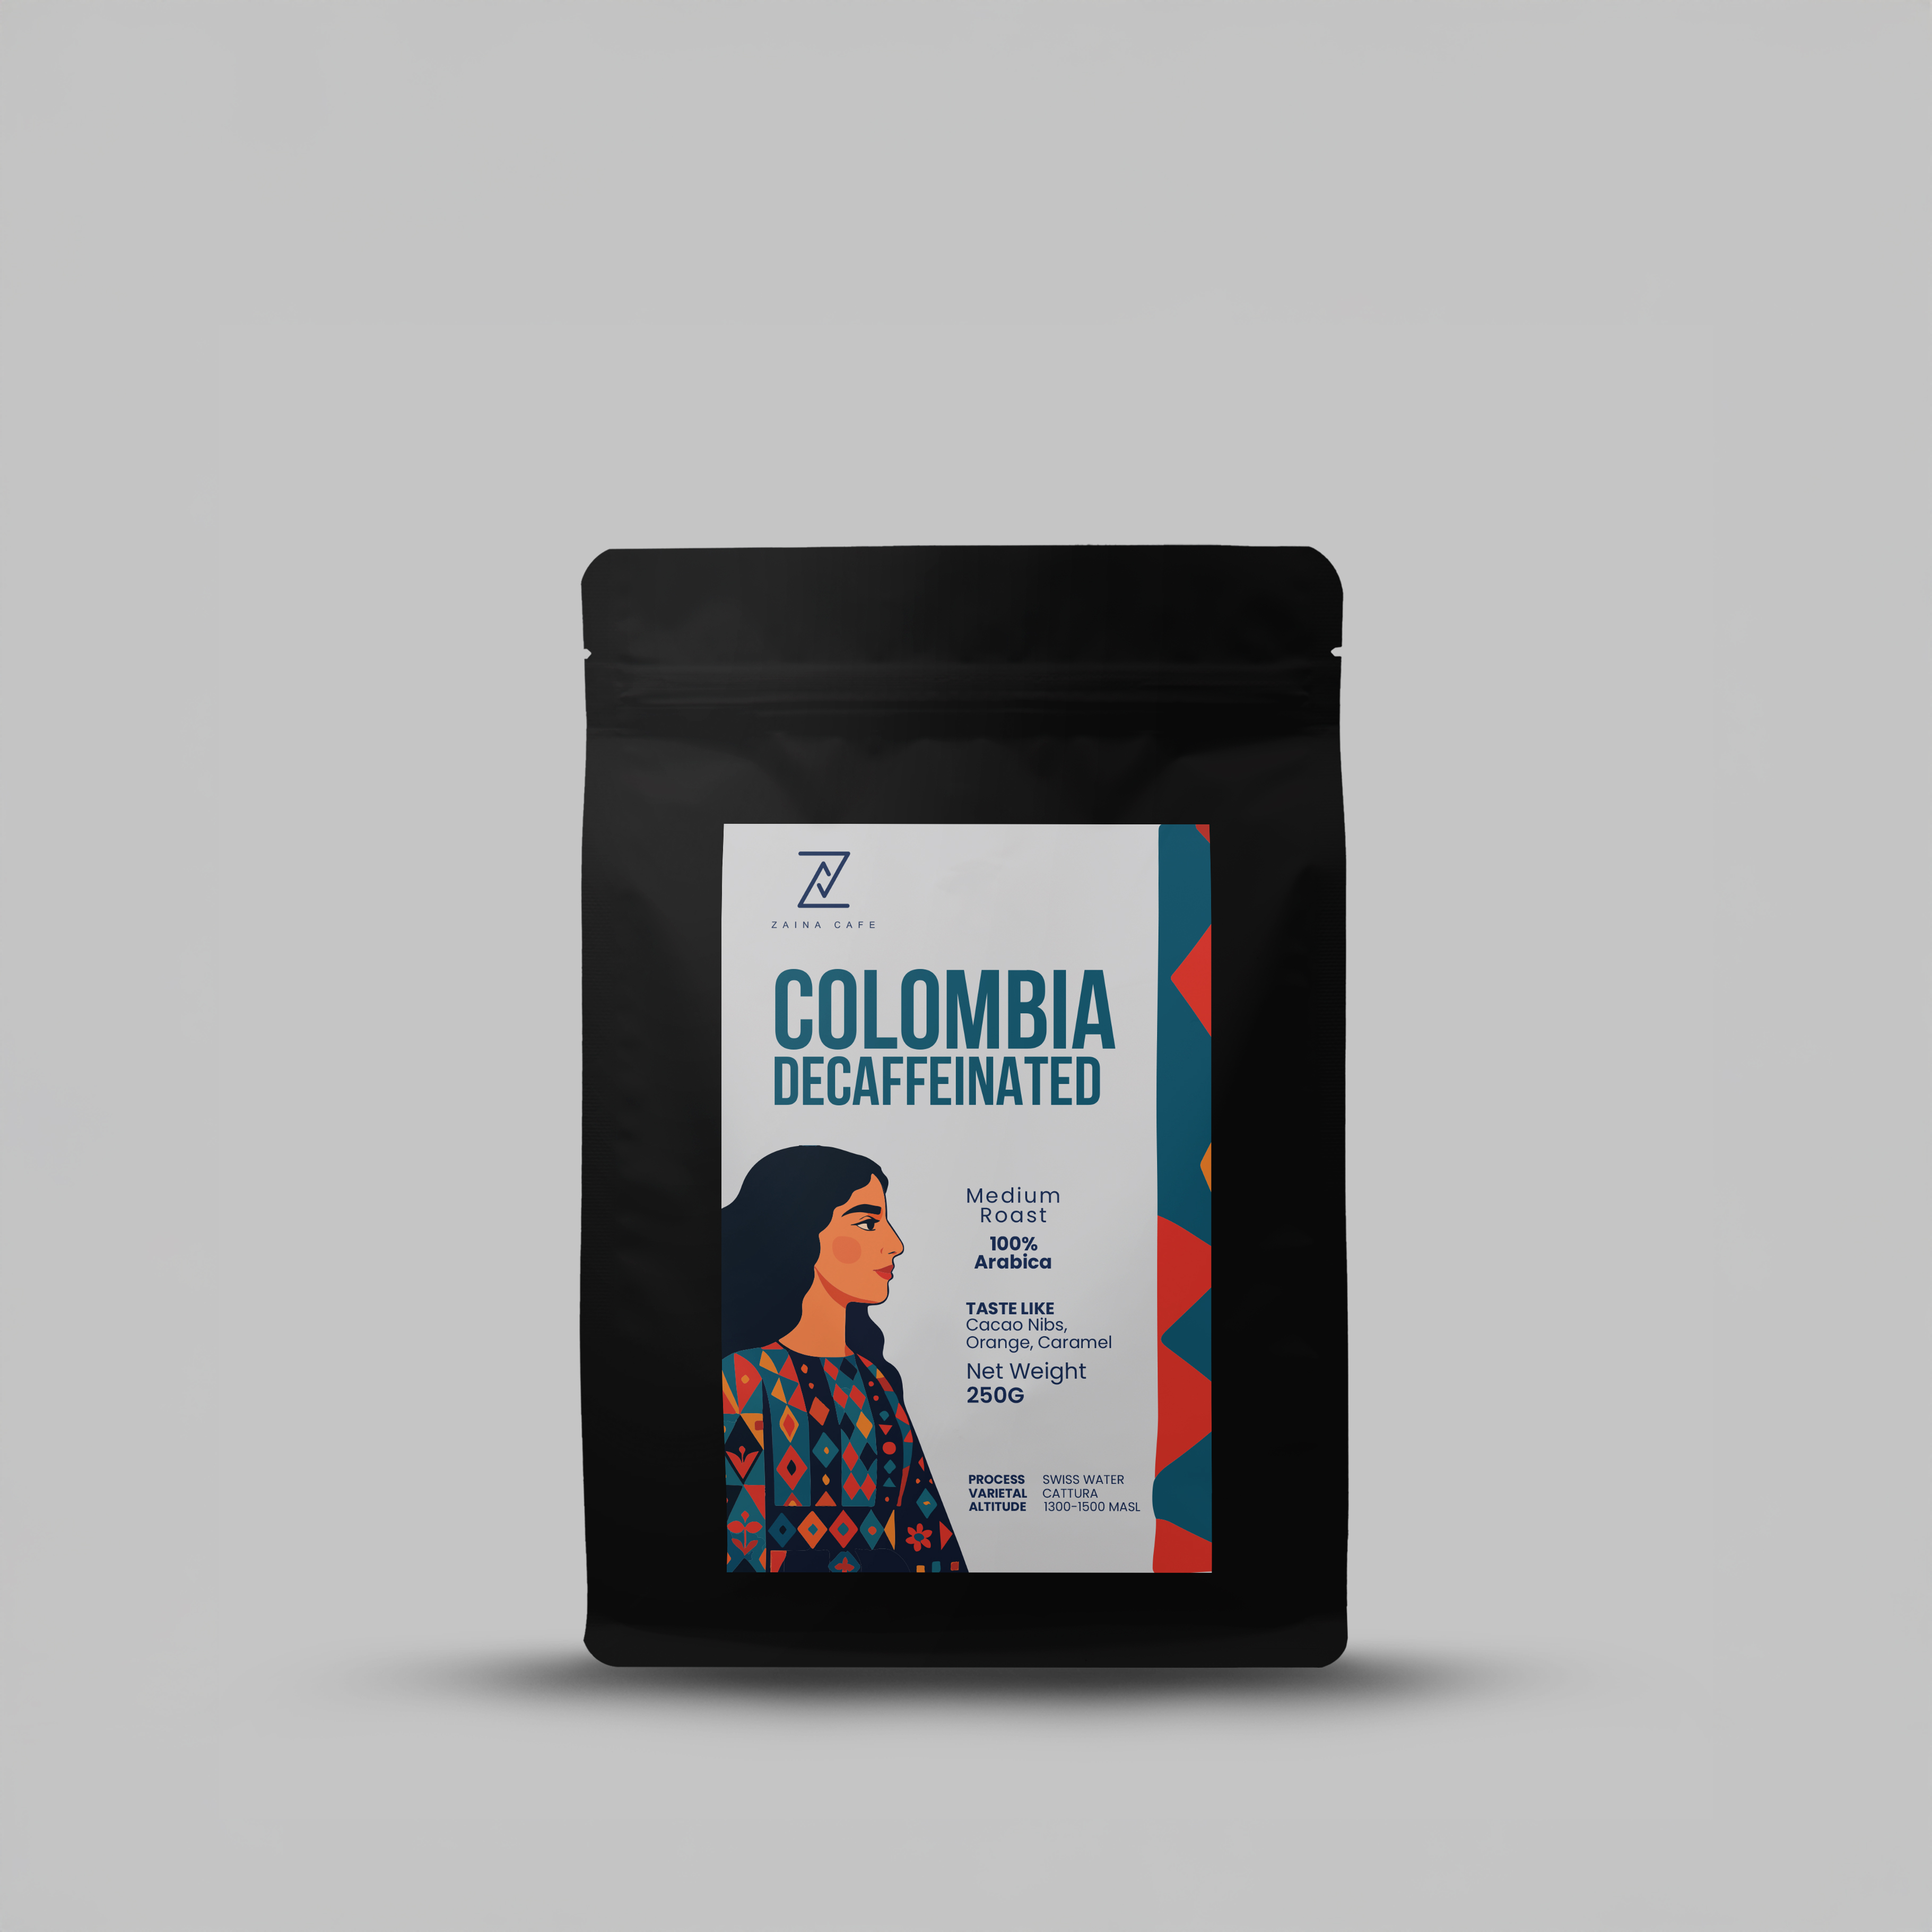 ZAINA CAFE
COLOMBIA
DECAFFEINATED
Medium
Roast
100%
Arabica
TASTE LIKE
Cacao Nibs,
Orange, Caramel
Net Weight
250G
PROCESS SWISS WATER
VARIETAL CATTURA
ALTITUDE 1300-1500 MASL